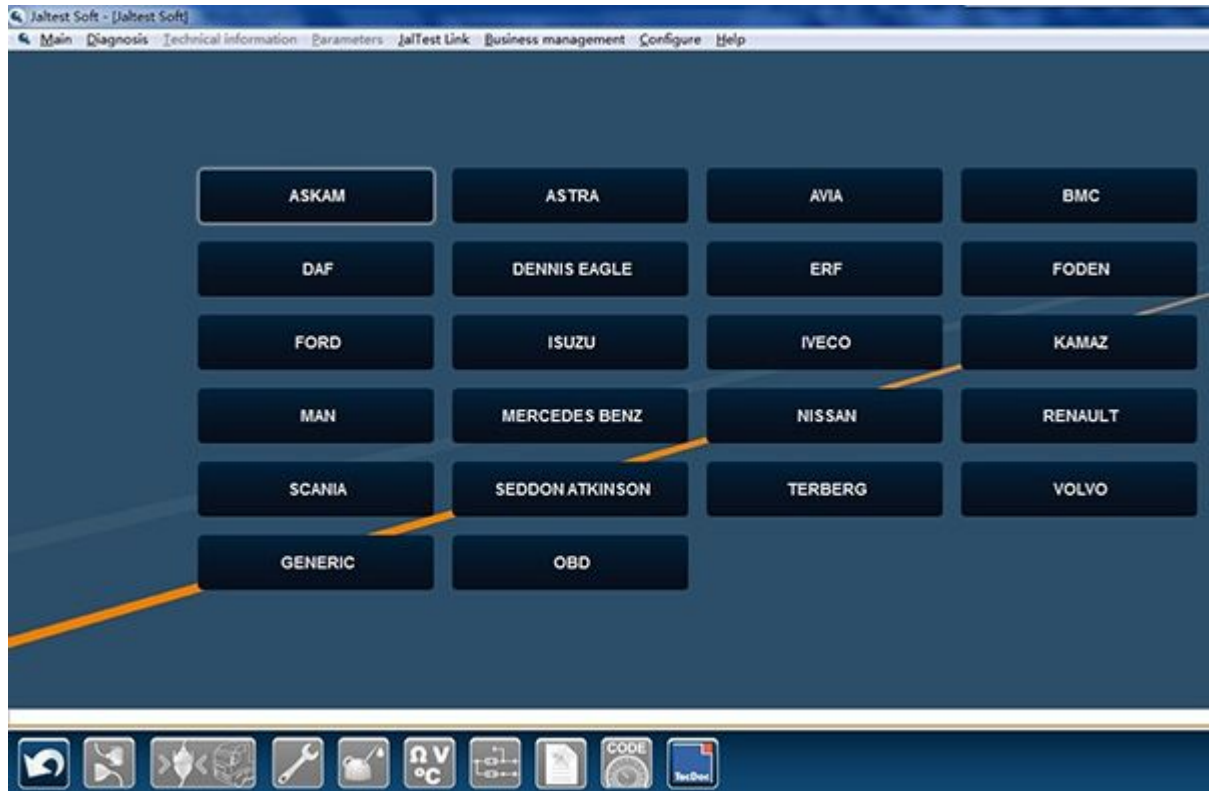 Jaltest Soft - [Jaltest Soft]
Main Diagnosis Technical information Parameters JalTest Link Business management Configure Help
ASKAM ASTRA AVIA BMC
DAF DENNIS EAGLE ERF FODEN
FORD ISUZU IVECO KAMAZ
MAN MERCEDES BENZ NISSAN RENAULT
SCANIA SEDDON ATKINSON TERBERG VOLVO
GENERIC OBD
Ω V
°C
CODE
TecDoc